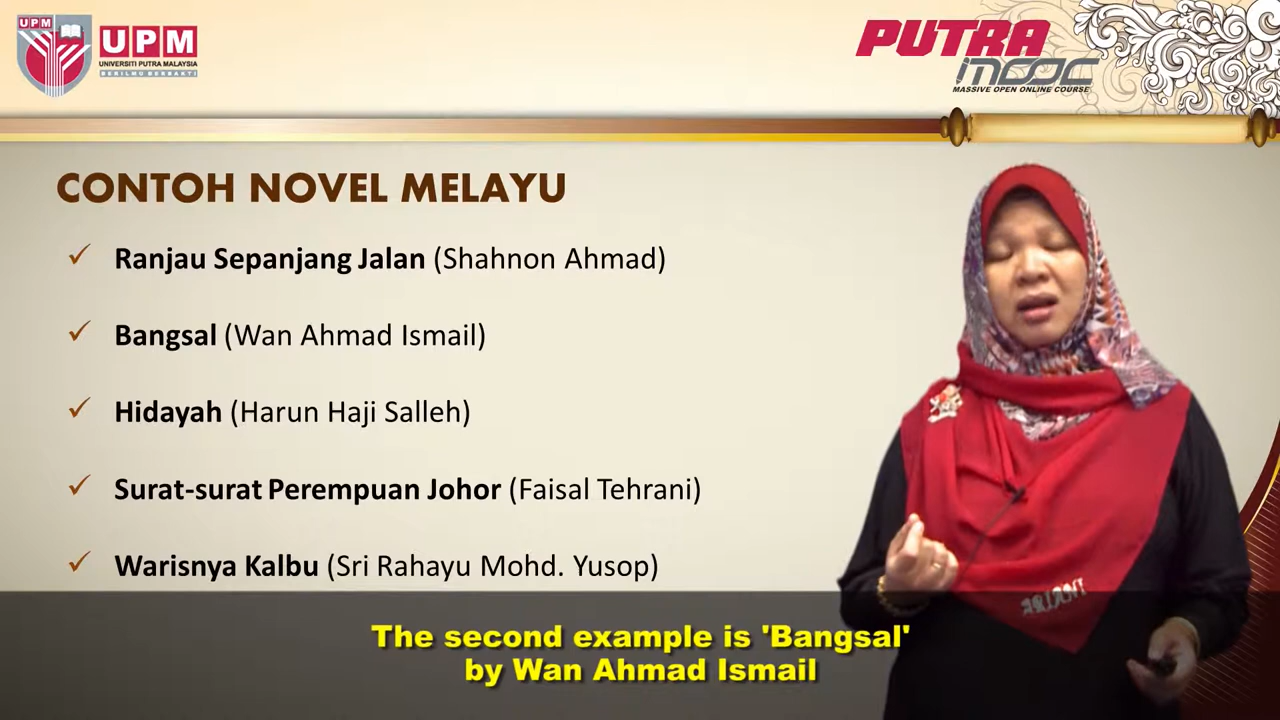 UPM
UPM
UNIVERSITI PUTRA MALAYSIA
BERILMU BERBAKTI
PUTRA
mooc
MASSIVE OPEN ONLINE COURSE
CONTOH NOVEL MELAYU
Ranjau Sepanjang Jalan (Shahnon Ahmad)
Bangsal (Wan Ahmad Ismail)
Hidayah (Harun Haji Salleh)
Surat-surat Perempuan Johor (Faisal Tehrani)
Warisnya Kalbu (Sri Rahayu Mohd. Yusop)
ARIANI
The second example is 'Bangsal'
by Wan Ahmad Ismail